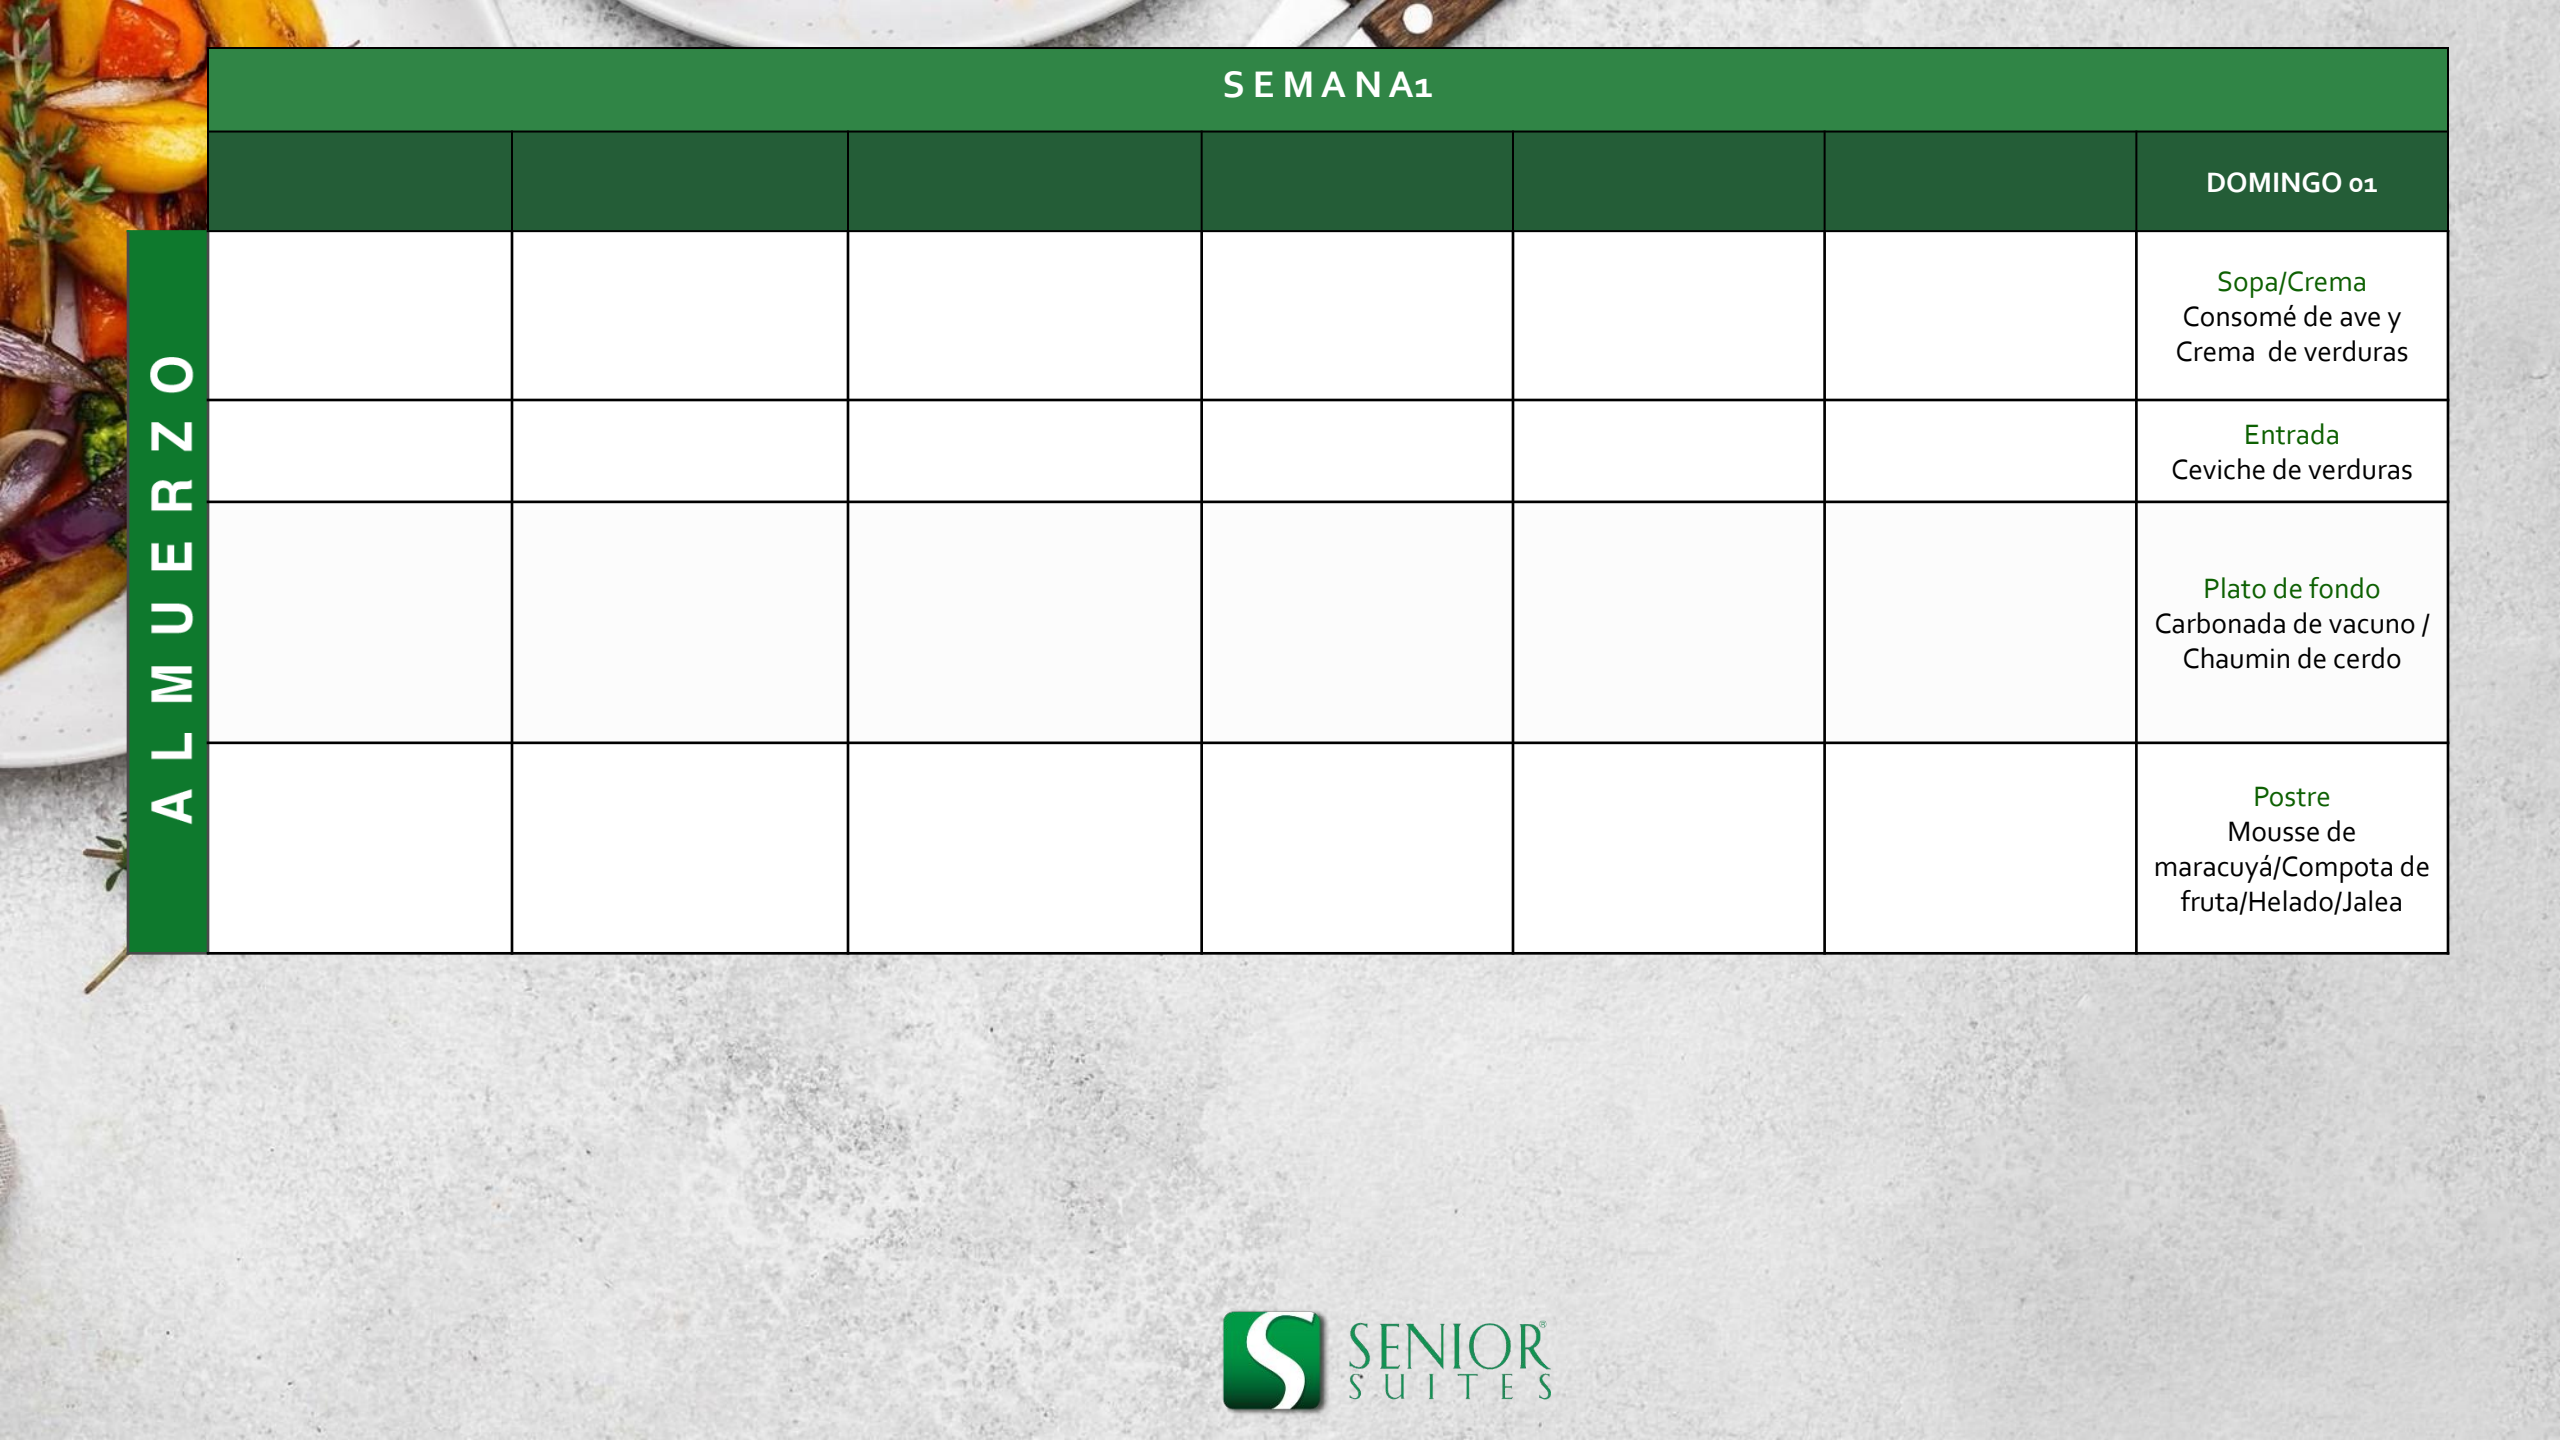 SEMANA1
DOMINGO 01
ALMUERZO
Sopa/Crema
Consomé de ave y
Crema de verduras
Entrada
Ceviche de verduras
Plato de fondo
Carbonada de vacuno /
Chaumin de cerdo
Postre
Mousse de
maracuyá/Compota de
fruta/Helado/Jalea
SENIOR®
SUITES